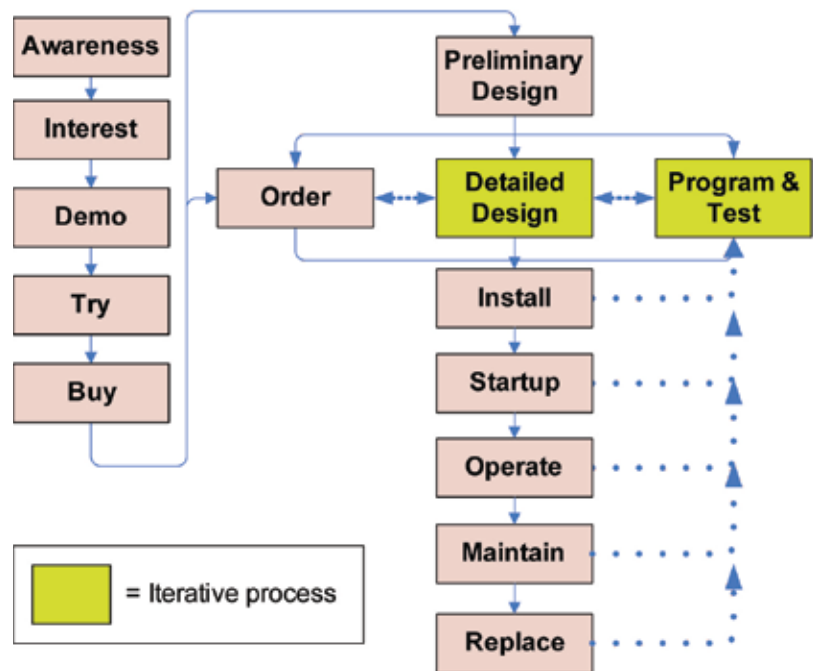 Awareness
Interest
Demo
Try
Buy
Preliminary
Design
Order
Detailed
Design
Program &
Test
Install
Startup
Operate
Maintain
Replace
= Iterative process